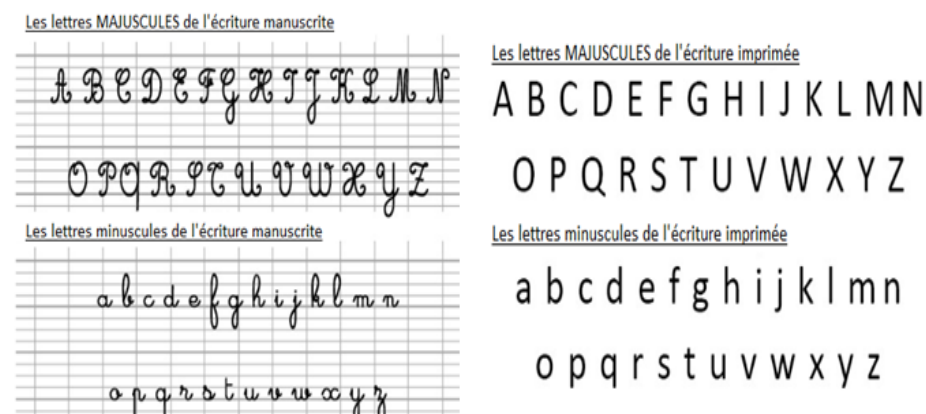 Les lettres MAJUSCULES de l'écriture manuscrite
A B C D E F G H I J K L M N
O P Q R S T U V W X Y Z
Les lettres minuscules de l'écriture manuscrite
a b c d e f g h i j k l m n
o p q r s t u v w x y z
Les lettres MAJUSCULES de l'écriture imprimée
A B C D E F G H I J K L M N
O P Q R S T U V W X Y Z
Les lettres minuscules de l'écriture imprimée
a b c d e f g h i j k l m n
o p q r s t u v w x y z